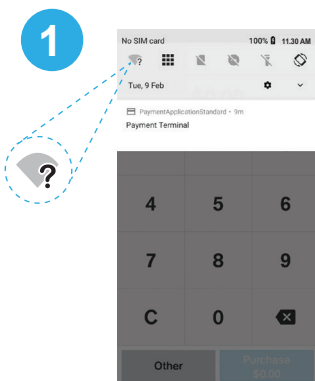 1
No SIM card 100% 11.30 AM
?
Tue, 9 Feb
PaymentApplicationStandard • 9m
Payment Terminal
?
4 5 6
7 8 9
C 0
Other Purchase
$0.00